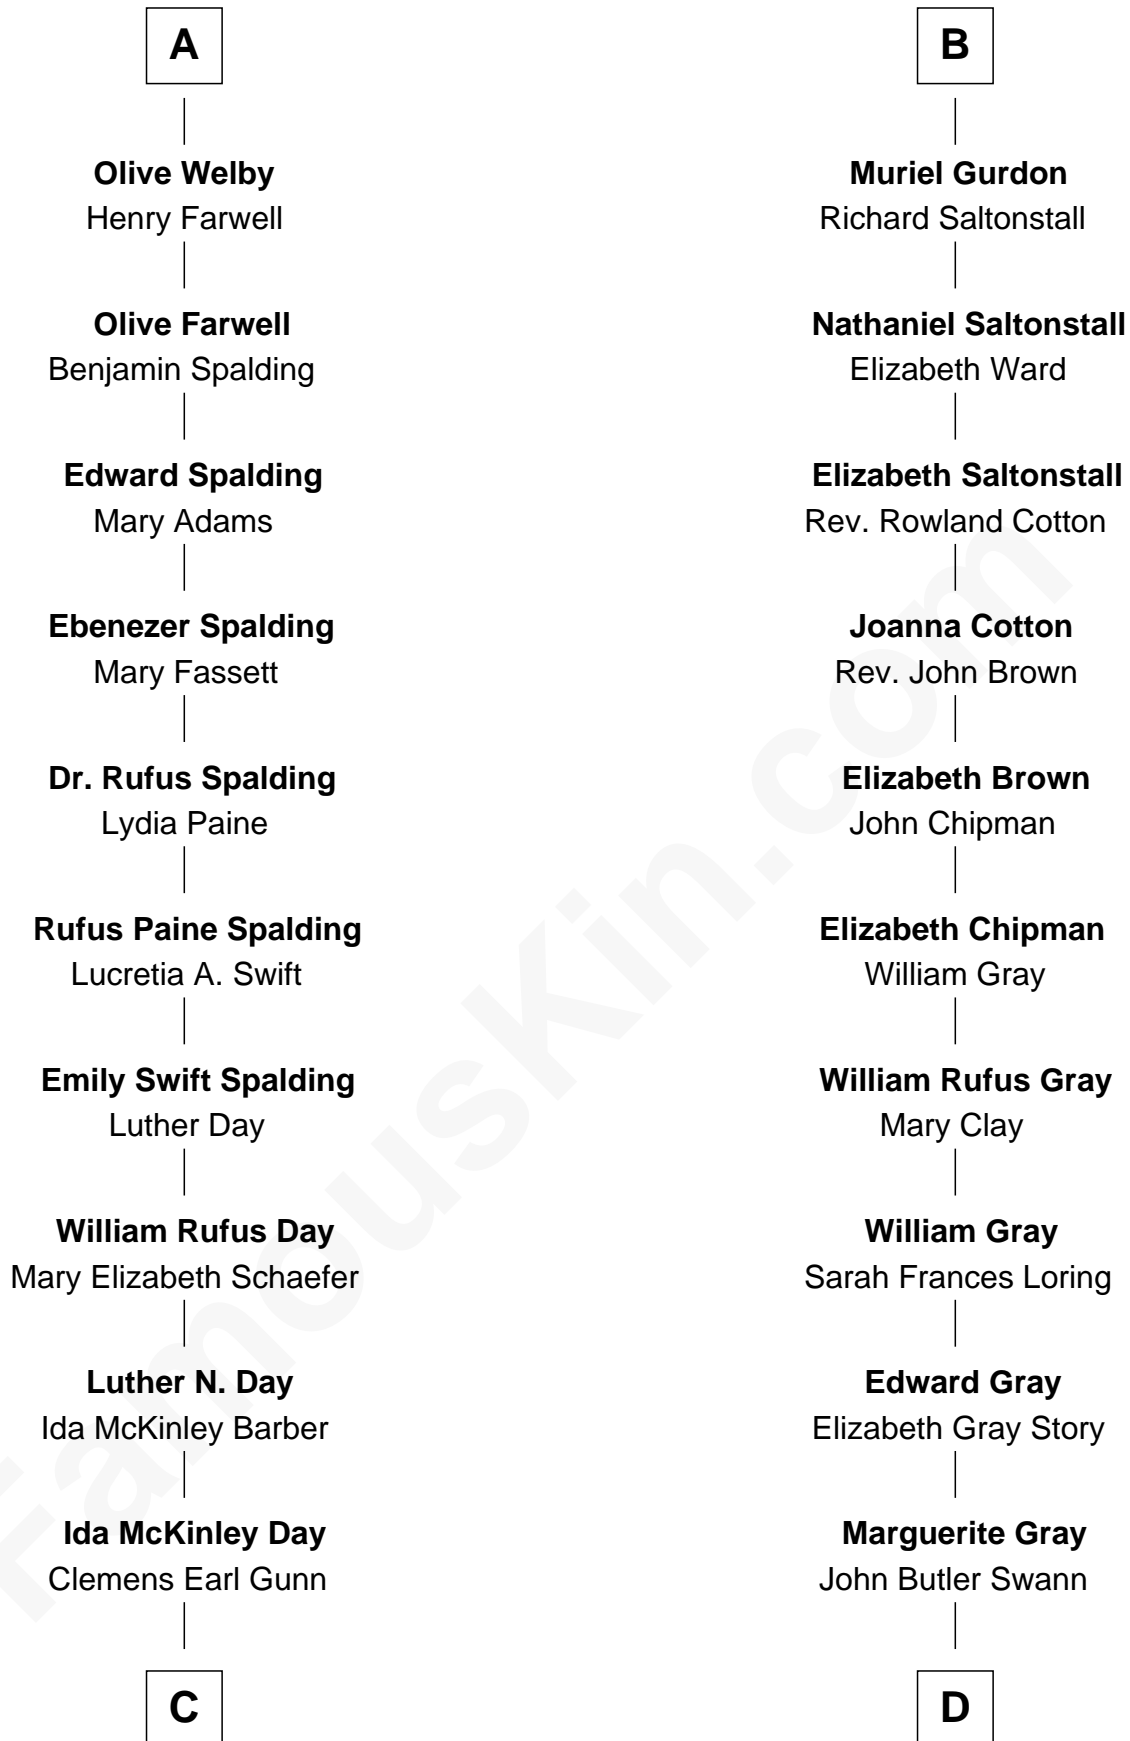 A
Olive Welby
Henry Farwell
Olive Farwell
Benjamin Spalding
Edward Spalding
Mary Adams
Ebenezer Spalding
Mary Fassett
Dr. Rufus Spalding
Lydia Paine
Rufus Paine Spalding
Lucretia A. Swift
Emily Swift Spalding
Luther Day
William Rufus Day
Mary Elizabeth Schaefer
Luther N. Day
Ida McKinley Barber
Ida McKinley Day
Clemens Earl Gunn
C
B
Muriel Gurdon
Richard Saltonstall
Nathaniel Saltonstall
Elizabeth Ward
Elizabeth Saltonstall
Rev. Rowland Cotton
Joanna Cotton
Rev. John Brown
Elizabeth Brown
John Chipman
Elizabeth Chipman
William Gray
William Rufus Gray
Mary Clay
William Gray
Sarah Frances Loring
Edward Gray
Elizabeth Gray Story
Marguerite Gray
John Butler Swann
D
FamousKin.com